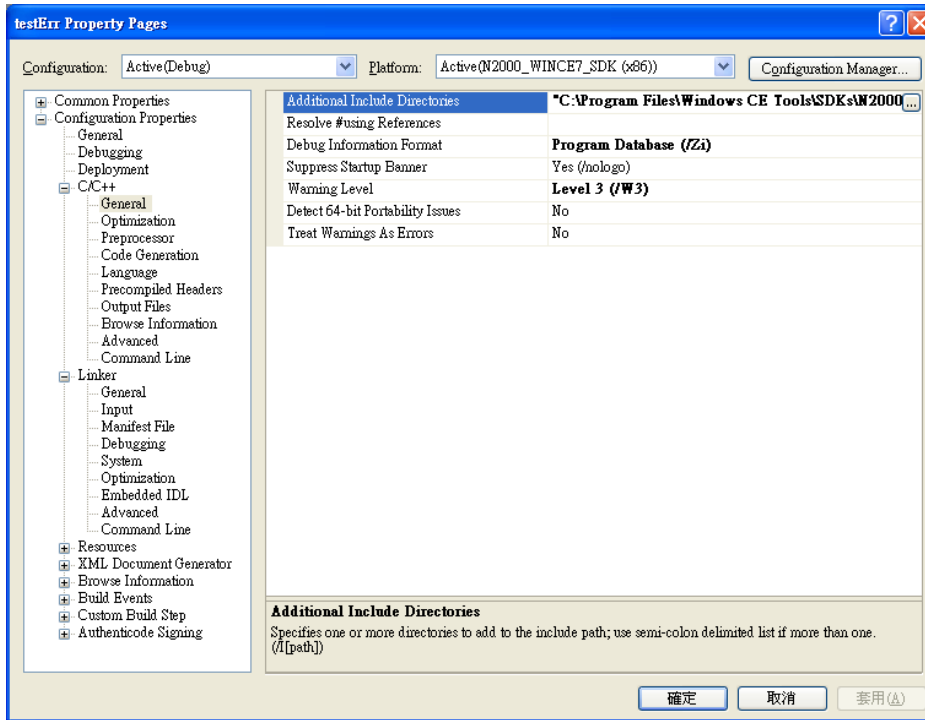 testErr Property Pages
Configuration: Active(Debug) Platform: Active(N2000_WINCE7_SDK (x86)) Configuration Manager...
Common Properties
Configuration Properties
General
Debugging
Deployment
C/C++
General
Optimization
Preprocessor
Code Generation
Language
Precompiled Headers
Output Files
Browse Information
Advanced
Command Line
Linker
General
Input
Manifest File
Debugging
System
Optimization
Embedded IDL
Advanced
Command Line
Resources
XML Document Generator
Browse Information
Build Events
Custom Build Step
Authenticode Signing
Additional Include Directories "C:\Program Files\Windows CE Tools\SDKs\N2000 ...
Resolve #using References
Debug Information Format Program Database (/Zi)
Suppress Startup Banner Yes (/nologo)
Warning Level Level 3 (/W3)
Detect 64-bit Portability Issues No
Treat Warnings As Errors No
Additional Include Directories
Specifies one or more directories to add to the include path; use semi-colon delimited list if more than one.
(/I[path])
確定 取消 套用(A)